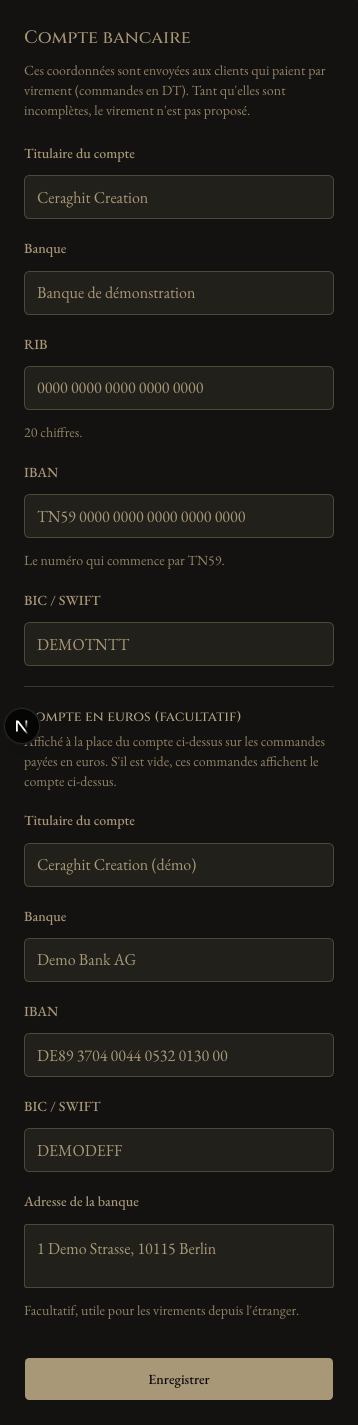 Compte bancaire
Ces coordonnées sont envoyées aux clients qui paient par
virement (commandes en DT). Tant qu'elles sont
incomplètes, le virement n'est pas proposé.
Titulaire du compte
Ceraghit Creation
Banque
Banque de démonstration
RIB
0000 0000 0000 0000 0000
20 chiffres.
IBAN
TN59 0000 0000 0000 0000 0000
Le numéro qui commence par TN59.
BIC / SWIFT
DEMOTNTT
N
ompte en euros (facultatif)
Affiché à la place du compte ci-dessus sur les commandes
payées en euros. S'il est vide, ces commandes affichent le
compte ci-dessus.
Titulaire du compte
Ceraghit Creation (démo)
Banque
Demo Bank AG
IBAN
DE89 3704 0044 0532 0130 00
BIC / SWIFT
DEMODEFF
Adresse de la banque
1 Demo Strasse, 10115 Berlin
Facultatif, utile pour les virements depuis l'étranger.
Enregistrer